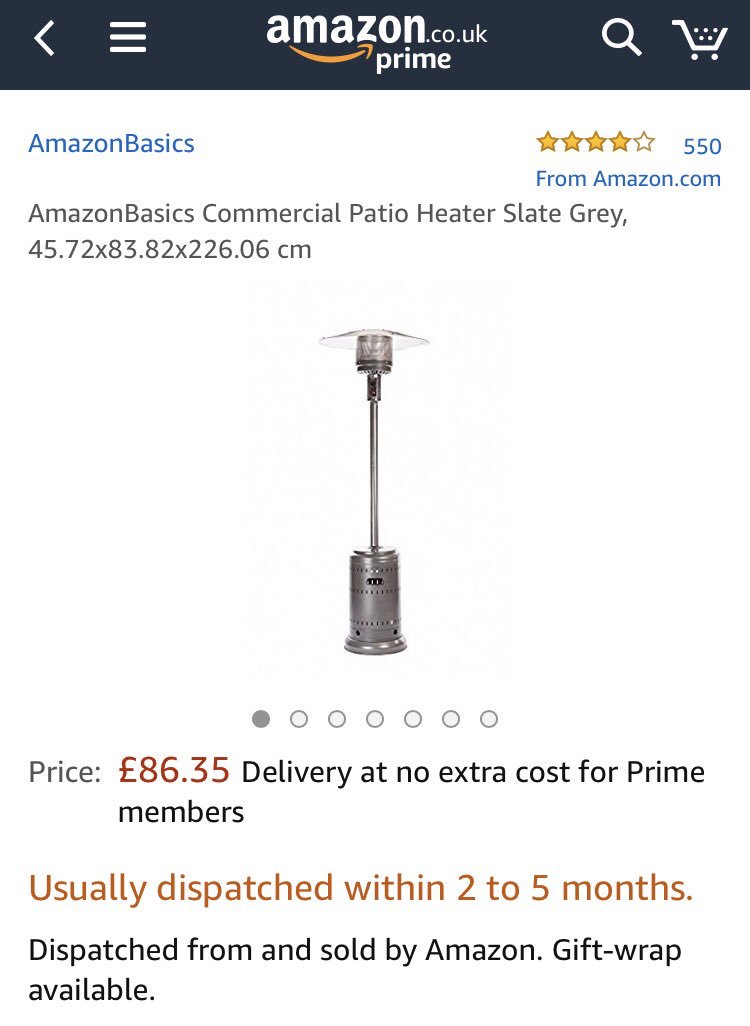 amazon.co.uk
prime
AmazonBasics
550
From Amazon.com
AmazonBasics Commercial Patio Heater Slate Grey,
45.72x83.82x226.06 cm
Price: £86.35 Delivery at no extra cost for Prime
members
Usually dispatched within 2 to 5 months.
Dispatched from and sold by Amazon. Gift-wrap
available.